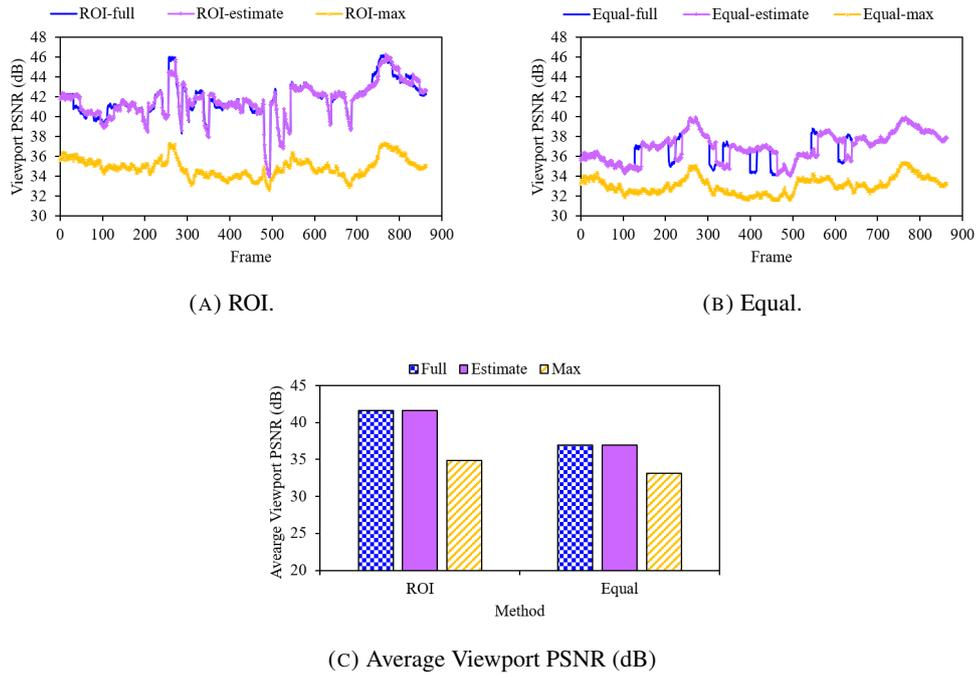 ROI-full ROI-estimate ROI-max
48
46
44
42
40
38
36
34
32
30
Viewport PSNR (dB)
0 100 200 300 400 500 600 700 800 900
Frame
(A) ROI.
Equal-full Equal-estimate Equal-max
48
46
44
42
40
38
36
34
32
30
Viewport PSNR (dB)
0 100 200 300 400 500 600 700 800 900
Frame
(B) Equal.
Full Estimate Max
45
40
35
30
25
20
Avearge Viewport PSNR (dB)
ROI Equal
Method
(C) Average Viewport PSNR (dB)